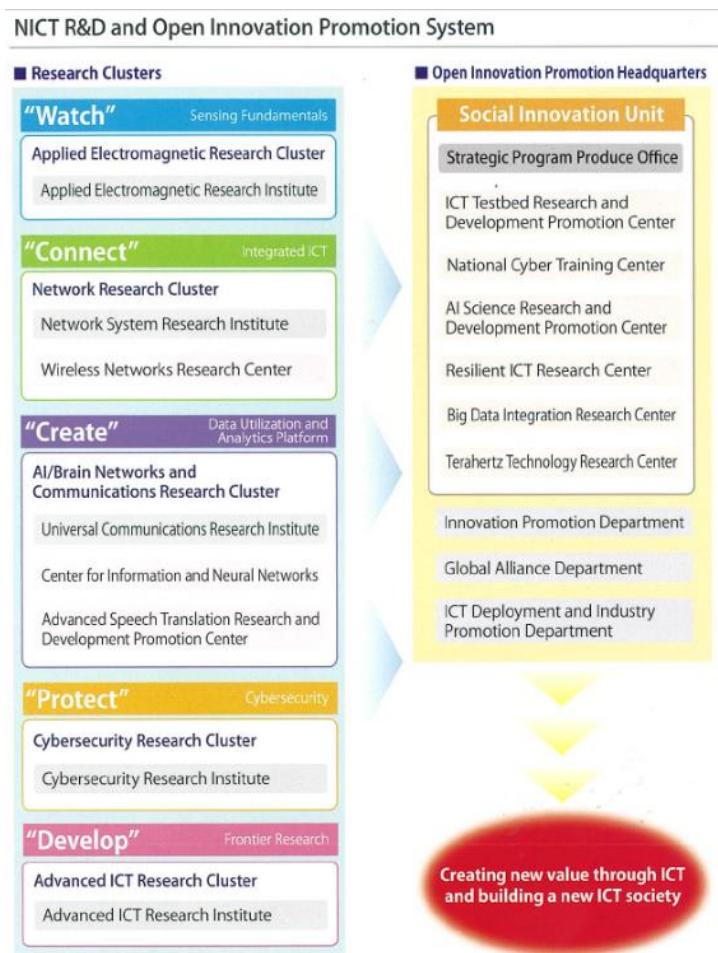 NICT R&D and Open Innovation Promotion System
■ Research Clusters
"Watch" Sensing Fundamentals
Applied Electromagnetic Research Cluster
Applied Electromagnetic Research Institute
"Connect" Integrated ICT
Network Research Cluster
Network System Research Institute
Wireless Networks Research Center
"Create" Data Utilization and
Analytics Platform
AI/Brain Networks and
Communications Research Cluster
Universal Communications Research Institute
Center for Information and Neural Networks
Advanced Speech Translation Research and
Development Promotion Center
"Protect" Cybersecurity
Cybersecurity Research Cluster
Cybersecurity Research Institute
"Develop" Frontier Research
Advanced ICT Research Cluster
Advanced ICT Research Institute
■ Open Innovation Promotion Headquarters
Social Innovation Unit
Strategic Program Produce Office
ICT Testbed Research and
Development Promotion Center
National Cyber Training Center
AI Science Research and
Development Promotion Center
Resilient ICT Research Center
Big Data Integration Research Center
Terahertz Technology Research Center
Innovation Promotion Department
Global Alliance Department
ICT Deployment and Industry
Promotion Department
Creating new value through ICT
and building a new ICT society